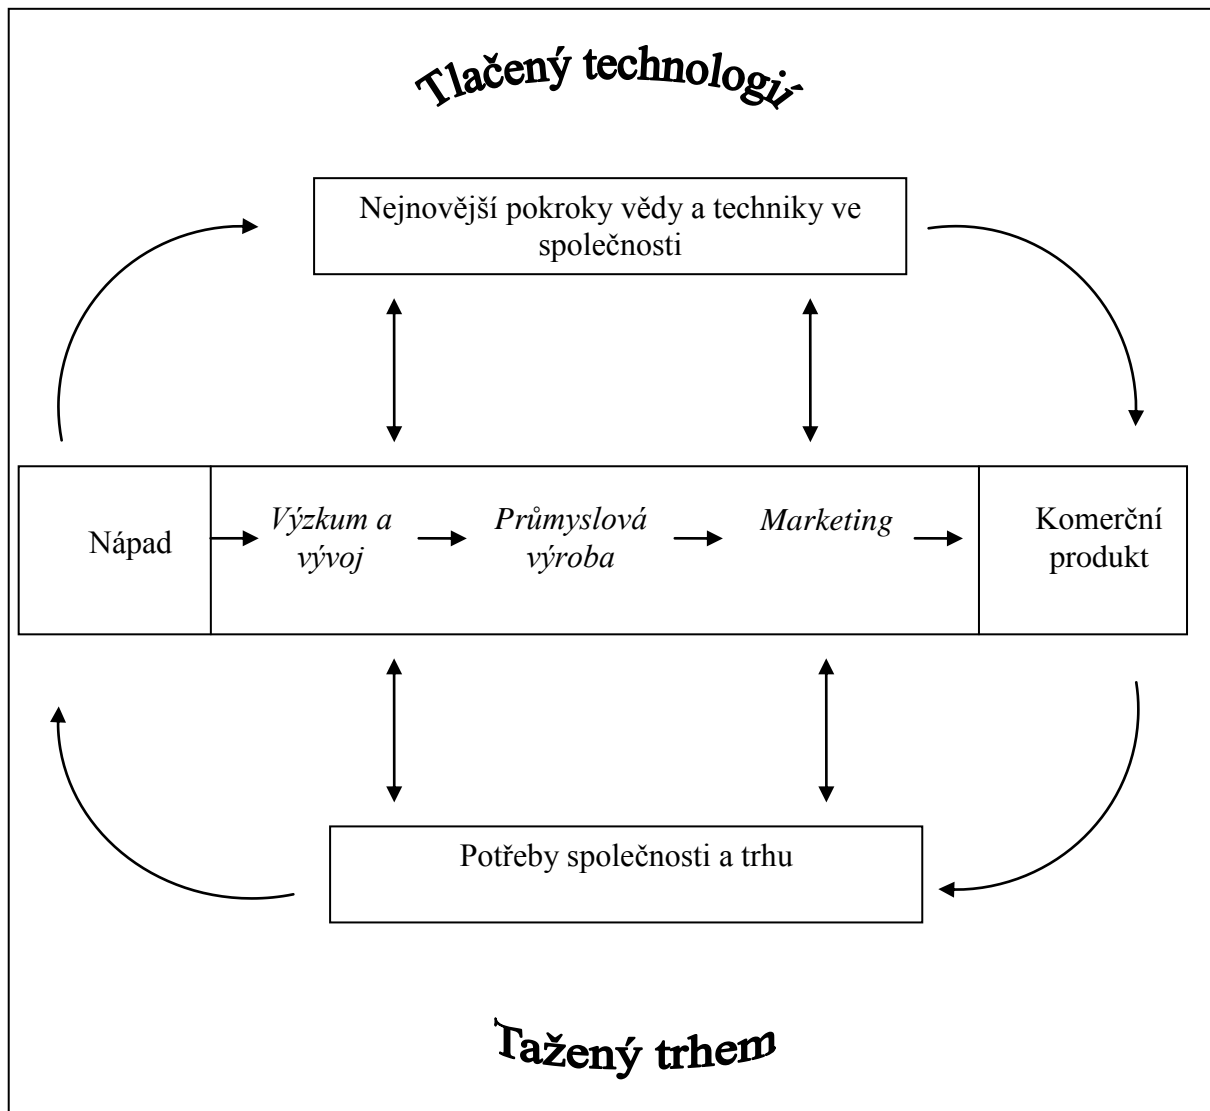 Tlačený technologií
Nejnovější pokroky vědy a techniky ve
společnosti
Nápad
Výzkum a
vývoj
Průmyslová
výroba
Marketing
Komerční
produkt
Potřeby společnosti a trhu
Tažený trhem